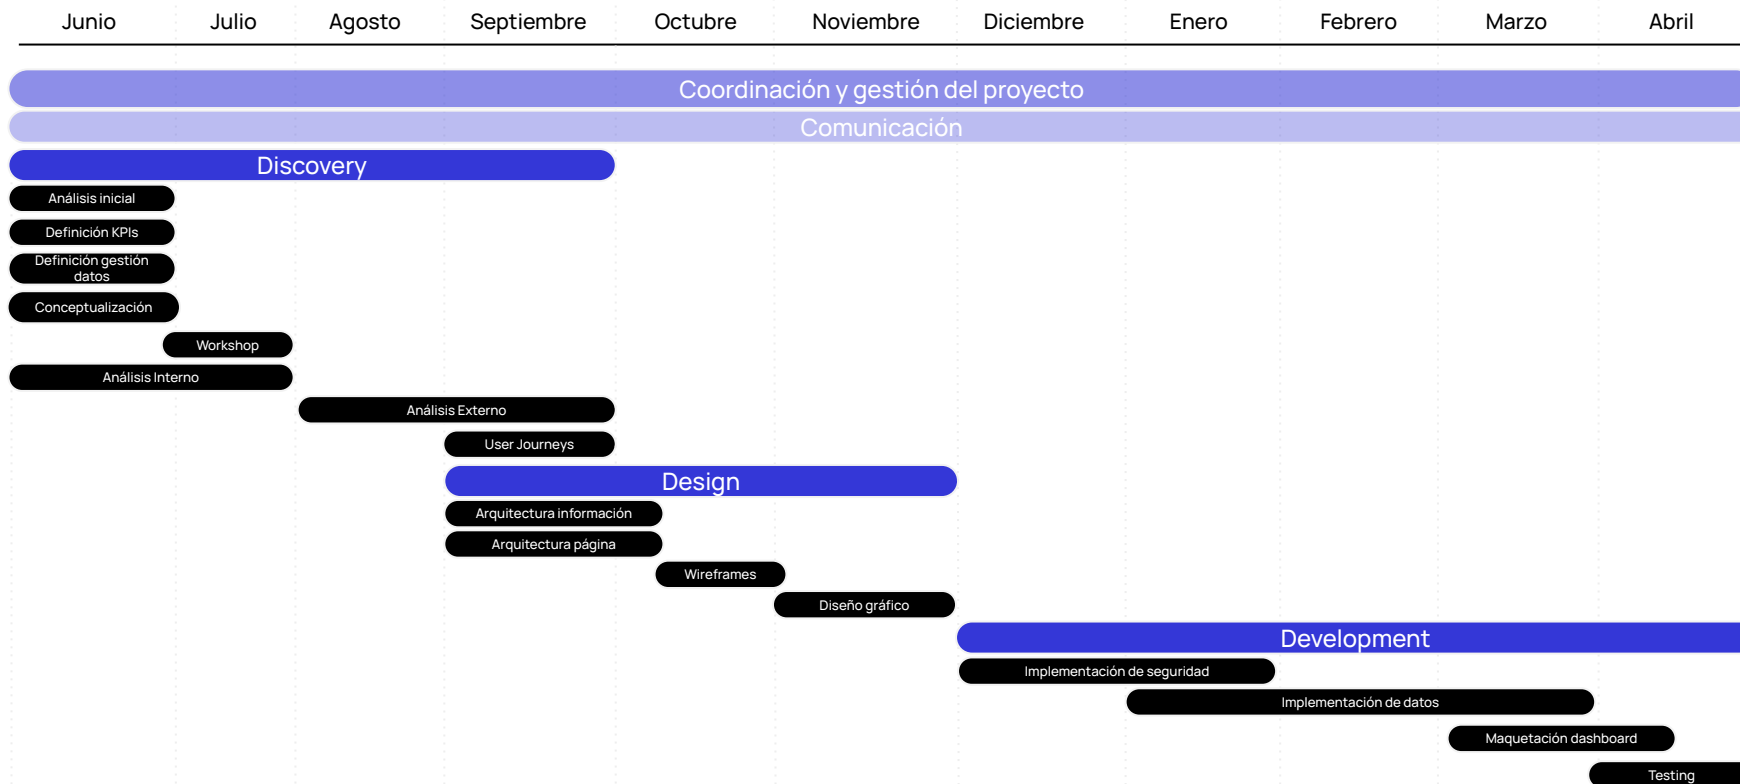 Junio Julio Agosto Septiembre Octubre Noviembre Diciembre Enero Febrero Marzo Abril
Coordinación y gestión del proyecto
Comunicación
Discovery
Análisis inicial
Definición KPIs
Definición gestión
datos
Conceptualización
Workshop
Análisis Interno
Análisis Externo
User Journeys
Design
Arquitectura información
Arquitectura página
Wireframes
Diseño gráfico
Development
Implementación de seguridad
Implementación de datos
Maquetación dashboard
Testing